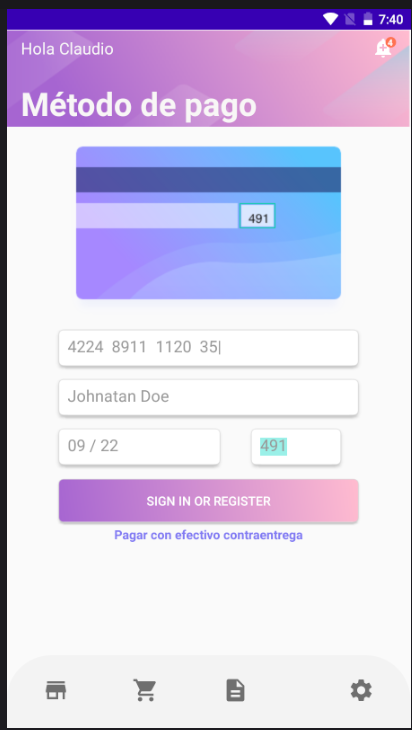 7:40
Hola Claudio
4
Método de pago
491
4224 8911 1120 35|
Johnatan Doe
09 / 22
491
SIGN IN OR REGISTER
Pagar con efectivo contraentrega